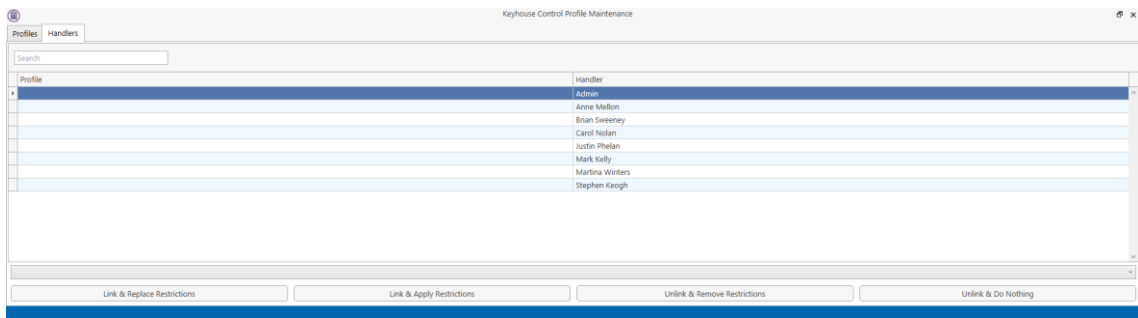 Keyhouse Control Profile Maintenance
Profiles Handlers
Search
Profile Handler
Admin
Anne Mellon
Brian Sweeney
Carol Nolan
Justin Phelan
Mark Kelly
Martina Winters
Stephen Keogh
Link & Replace Restrictions Link & Apply Restrictions Unlink & Remove Restrictions Unlink & Do Nothing